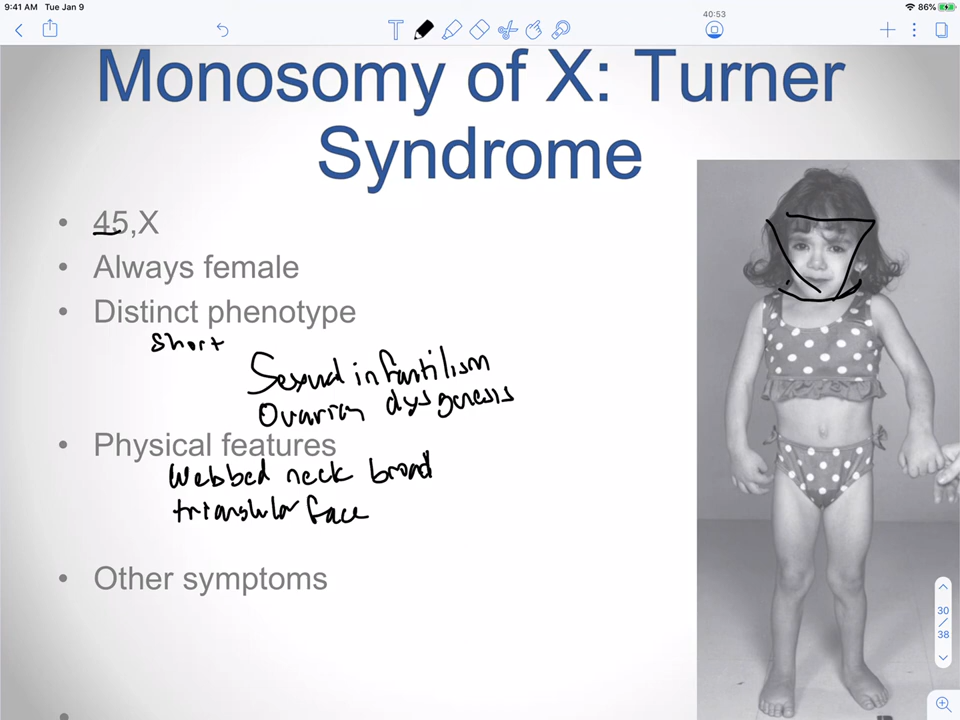 9:41 AM Tue Jan 9
40:53
86%
Monosomy of X: Turner
Syndrome
• 45,X
• Always female
• Distinct phenotype
short
Sexual infantilism
Ovarian dysgenesis
• Physical features
Webbed neck broad
triangular face
• Other symptoms
30
/
38